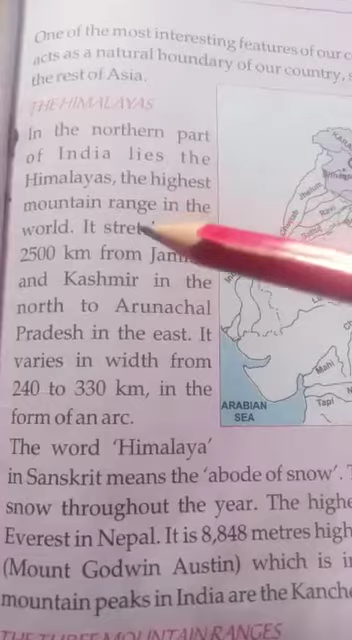 One of the most interesting features of our
acts as a natural boundary of our country,
the rest of Asia.
THE HIMALAYAS
In the northern part
of India lies the
Himalayas, the highest
mountain range in the
world. It
2500 km from
and Kashmir in the
north to Arunachal
Pradesh in the east. It
varies in width from
240 to 330 km, in the
form of an arc.
The word 'Himalaya'
in Sanskrit means the 'abode of snow'.
snow throughout the year. The
Everest in Nepal. It is 8,848 metres high
(Mount Godwin Austin) which is
mountain peaks in India are the
THE THREE MOUNTAIN RANGES
Jhelum
Chenab
Ravi
Mahi
Tapi
ARABIAN
SEA